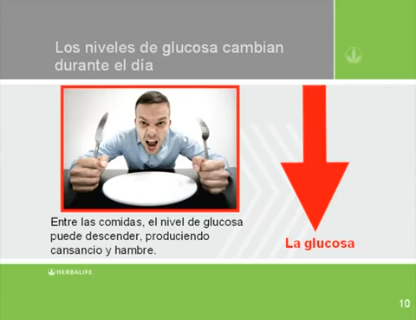 Los niveles de glucosa cambian
durante el día
Entre las comidas, el nivel de glucosa
puede descender, produciendo
cansancio y hambre.
La glucosa
HERBALIFE
10